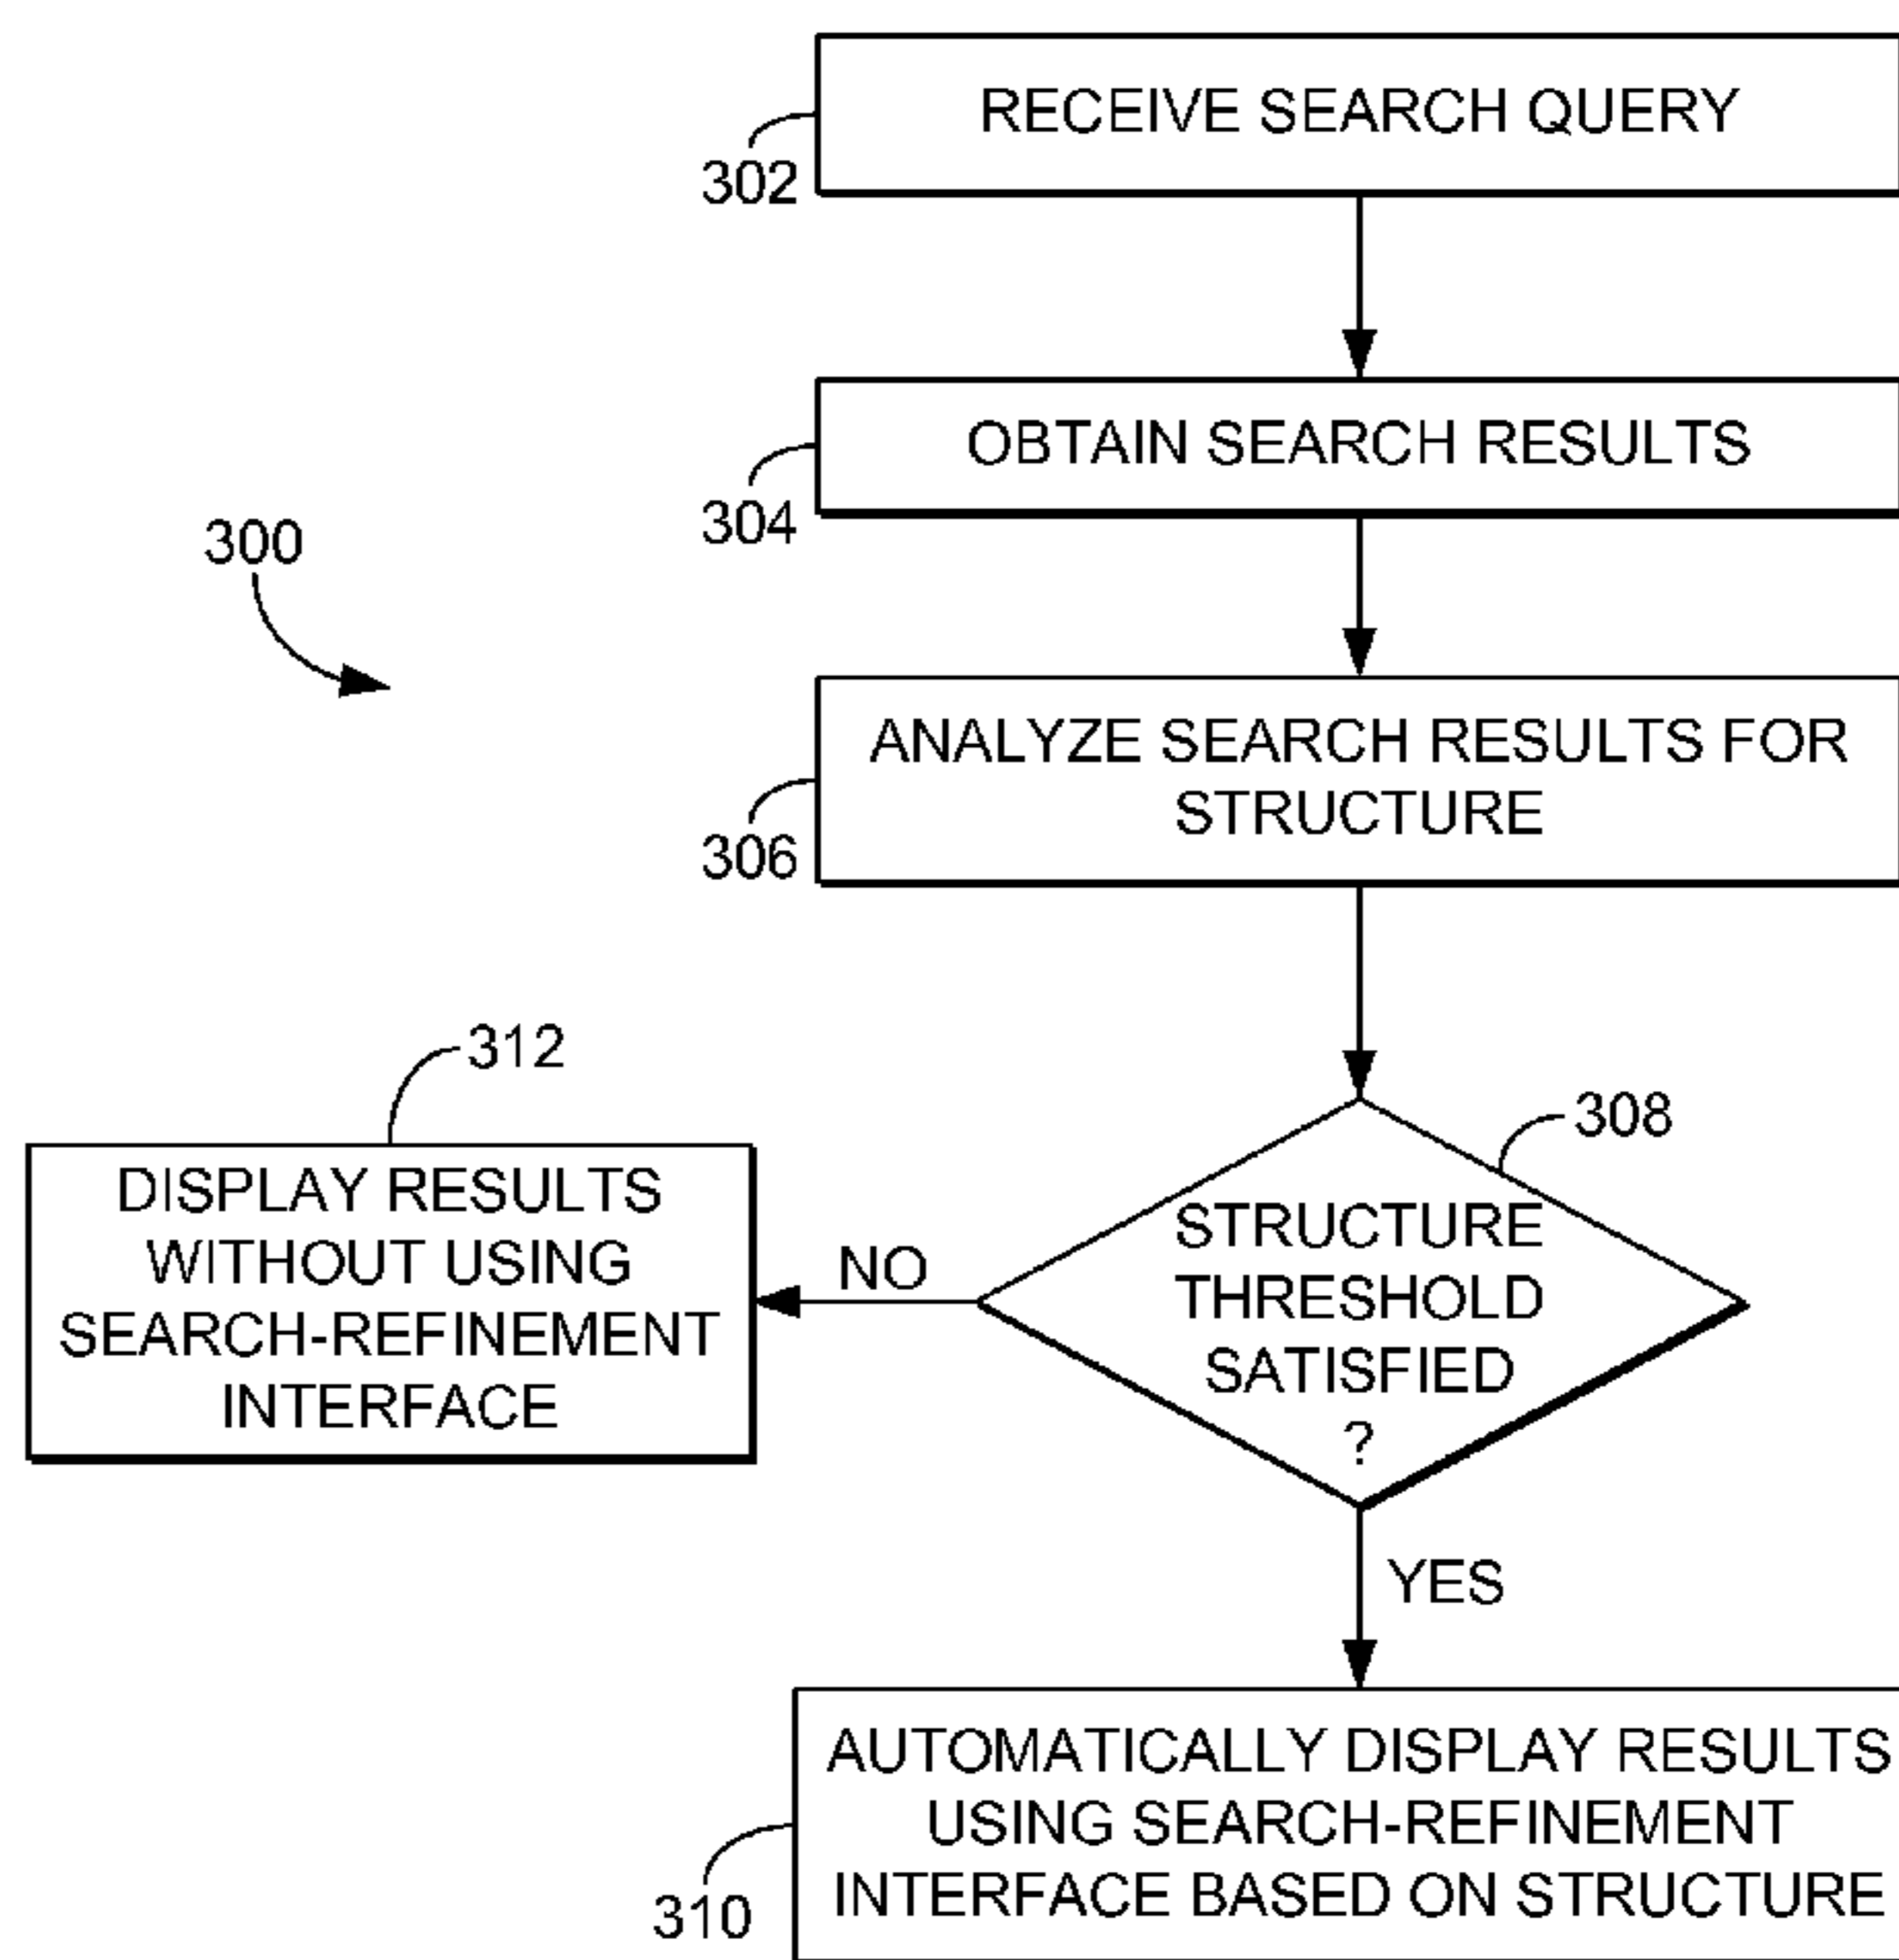 RECEIVE SEARCH QUERY
302
OBTAIN SEARCH RESULTS
304
300
ANALYZE SEARCH RESULTS FOR
STRUCTURE
306
312
308
DISPLAY RESULTS
WITHOUT USING
SEARCH-REFINEMENT
INTERFACE
NO
STRUCTURE
THRESHOLD
SATISFIED
?
YES
AUTOMATICALLY DISPLAY RESULTS
USING SEARCH-REFINEMENT
INTERFACE BASED ON STRUCTURE
310